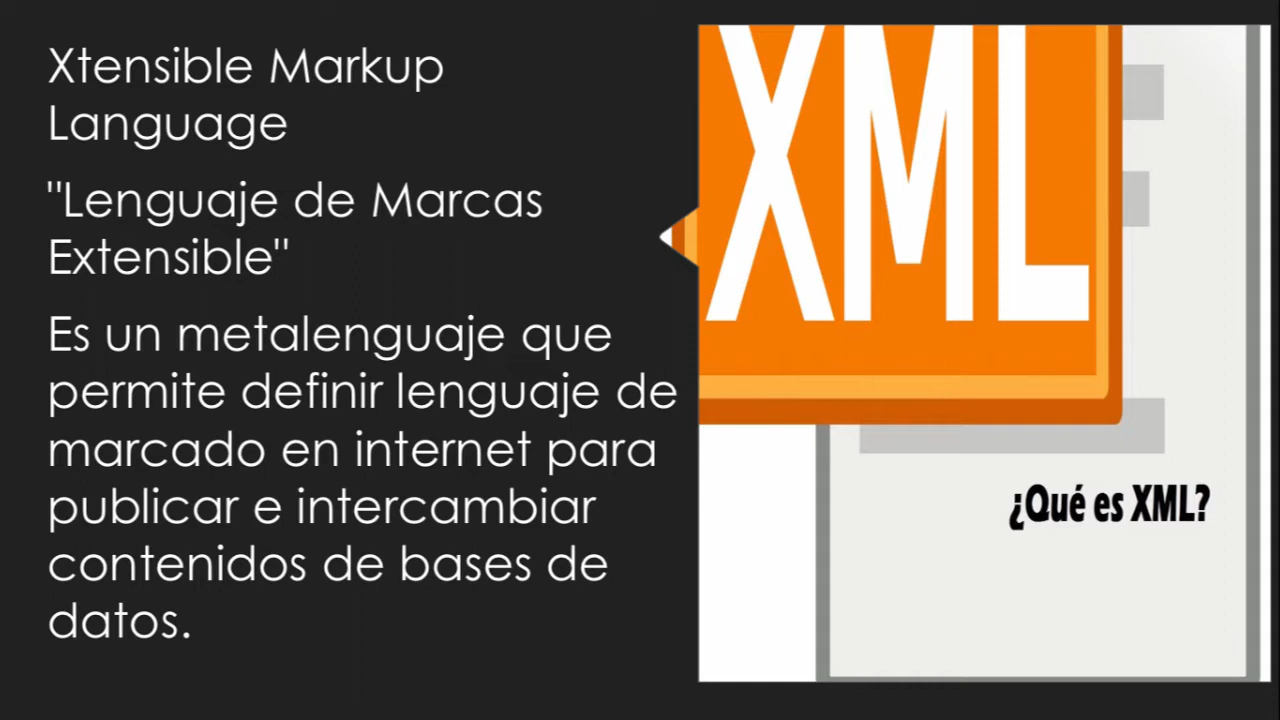 Xtensible Markup
Language
"Lenguaje de Marcas
Extensible"
Es un metalenguaje que
permite definir lenguaje de
marcado en internet para
publicar e intercambiar
contenidos de bases de
datos.
XML
¿Qué es XML?